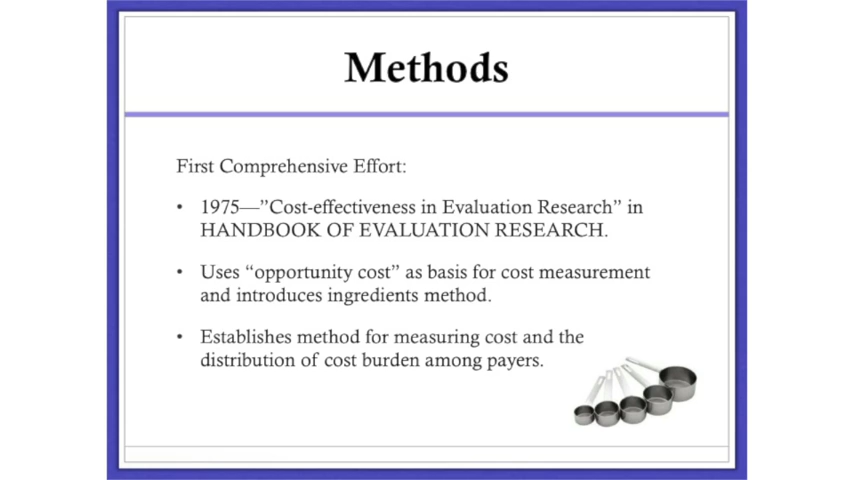 Methods
First Comprehensive Effort:
• 1975—”Cost-effectiveness in Evaluation Research” in
HANDBOOK OF EVALUATION RESEARCH.
• Uses “opportunity cost” as basis for cost measurement
and introduces ingredients method.
• Establishes method for measuring cost and the
distribution of cost burden among payers.